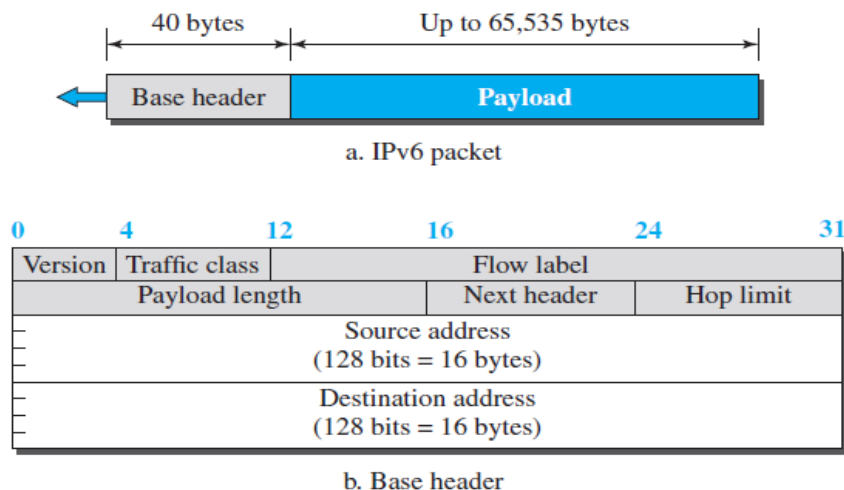 40 bytes Up to 65,535 bytes
Base header Payload
a. IPv6 packet
0 4 12 16 24 31
Version Traffic class Flow label
Payload length Next header Hop limit
Source address
(128 bits = 16 bytes)
Destination address
(128 bits = 16 bytes)
b. Base header